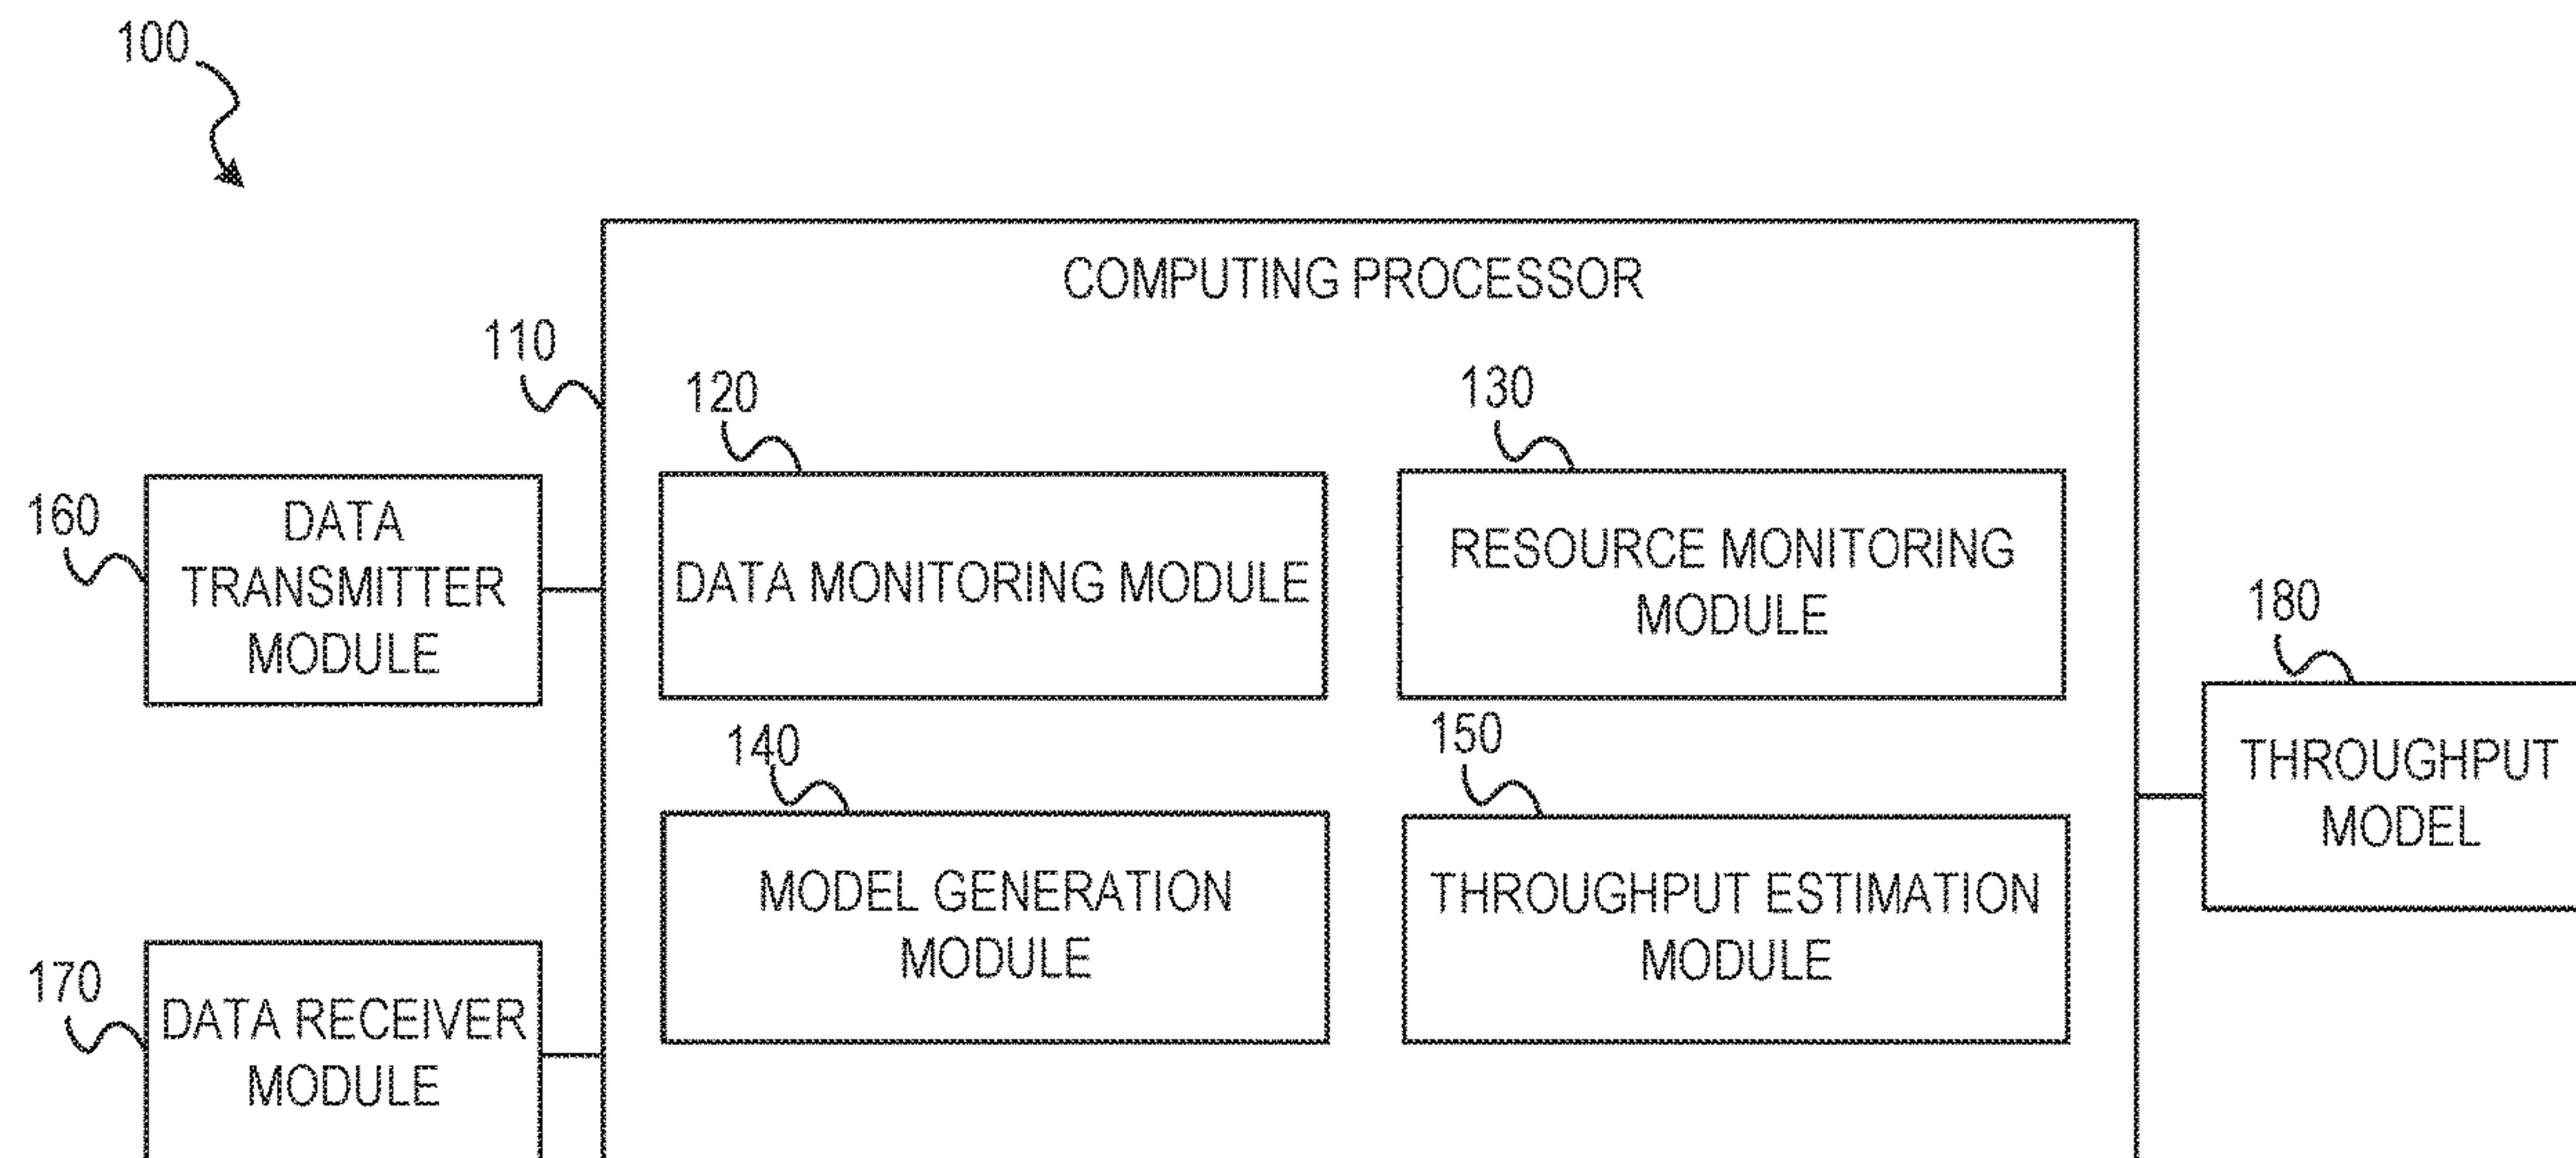 100
COMPUTING PROCESSOR
110
120
130
160
DATA
TRANSMITTER
MODULE
DATA MONITORING MODULE
RESOURCE MONITORING
MODULE
180
THROUGHPUT
MODEL
140
150
MODEL GENERATION
MODULE
THROUGHPUT ESTIMATION
MODULE
170
DATA RECEIVER
MODULE